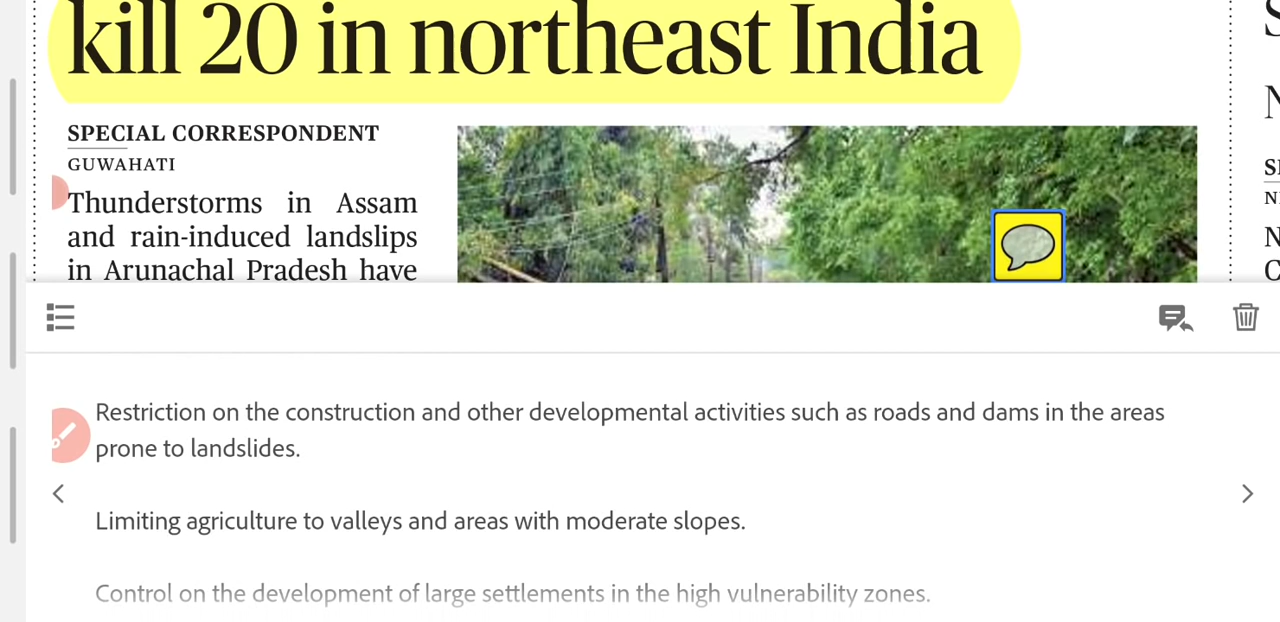 kill 20 in northeast India
SPECIAL CORRESPONDENT
GUWAHATI
Thunderstorms in Assam
and rain-induced landslips
in Arunachal Pradesh have
S
N
N
C
Restriction on the construction and other developmental activities such as roads and dams in the areas
prone to landslides.
Limiting agriculture to valleys and areas with moderate slopes.
Control on the development of large settlements in the high vulnerability zones.